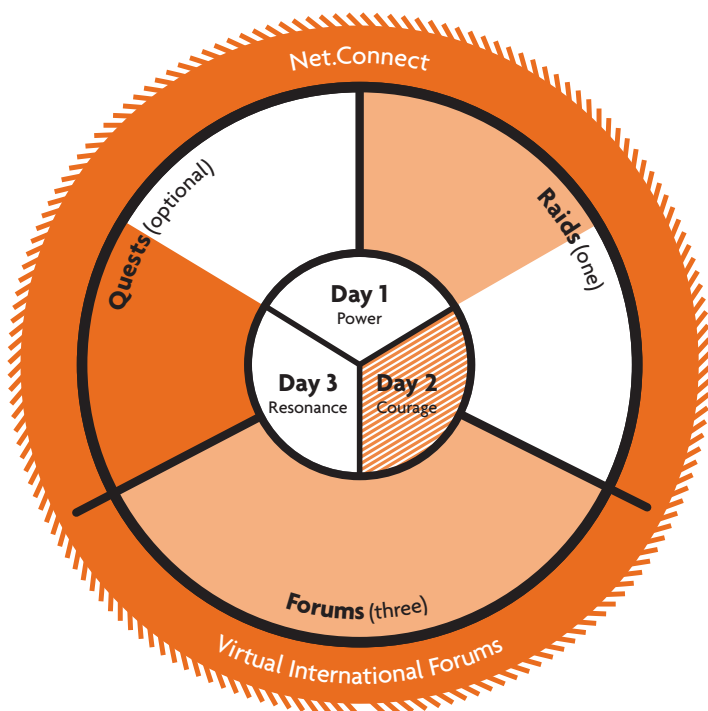 Net.Connect
Quests (optional)
Raids (one)
Day 1
Power
Day 3
Resonance
Day 2
Courage
Forums (three)
Virtual International Forums